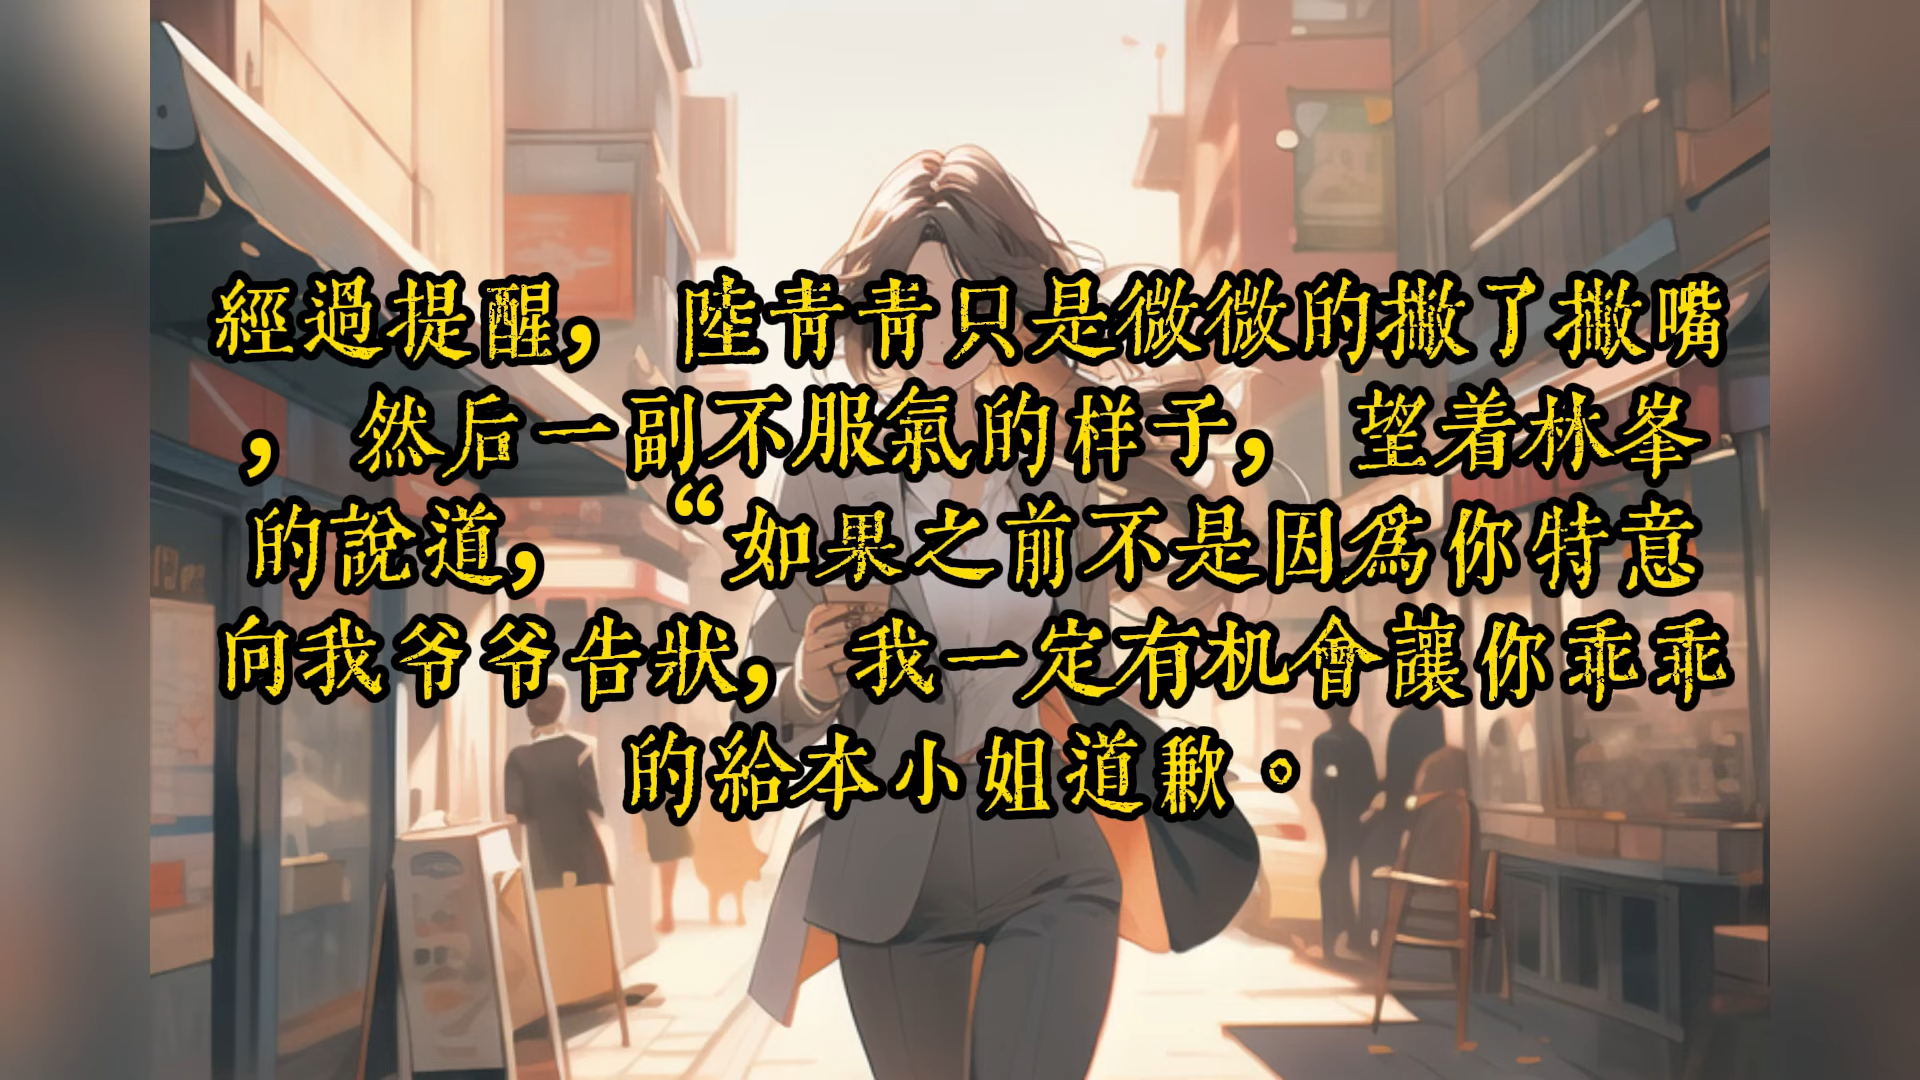 經過提醒， 陸青青只是微微的撇了撇嘴
， 然后一副不服氣的样子， 望着林峯
的說道， “如果之前不是因爲你特意
向我爷爷告狀， 我一定有机會讓你乖乖
的給本小姐道歉。